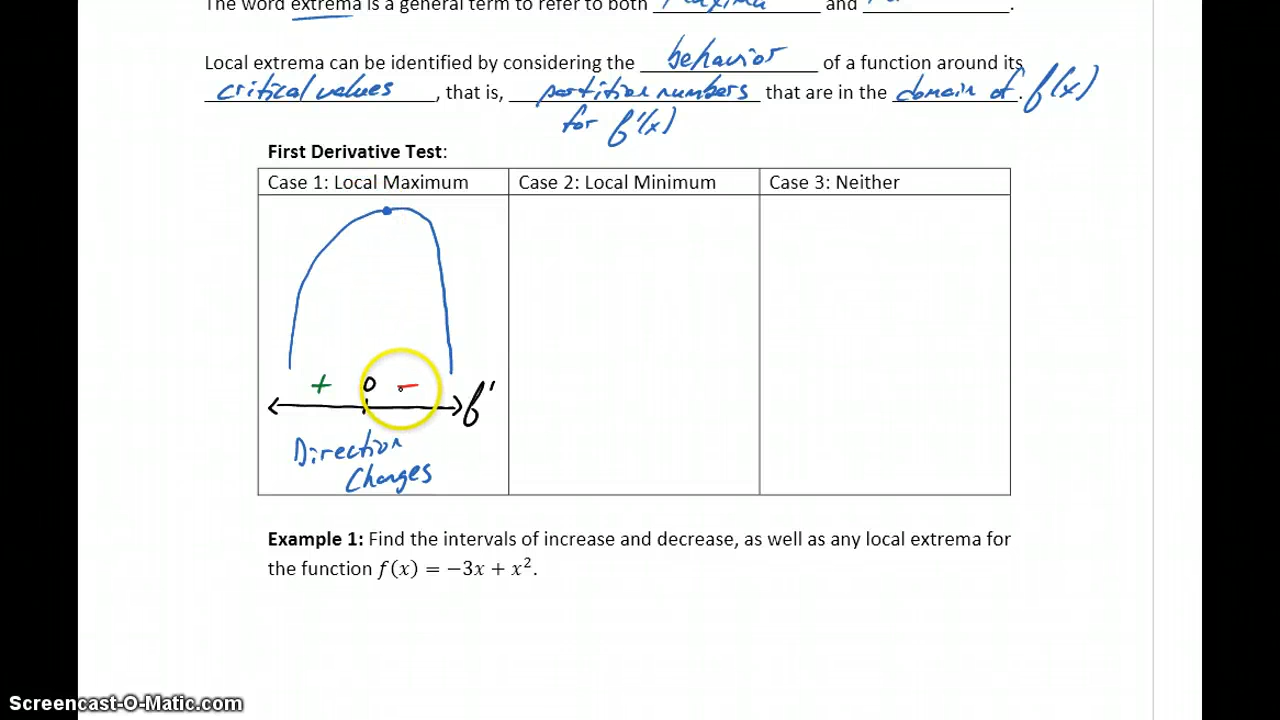 The word extrema is a general term to refer to both maxima and .
Local extrema can be identified by considering the behavior of a function around its
critical values, that is, partition numbers that are in the domain of f(x).
for f'(x)
First Derivative Test:
Case 1: Local Maximum Case 2: Local Minimum Case 3: Neither
+ 0 −
f'
Direction
Changes
Example 1: Find the intervals of increase and decrease, as well as any local extrema for
the function f(x) = −3x + x².
Screencast-O-Matic.com